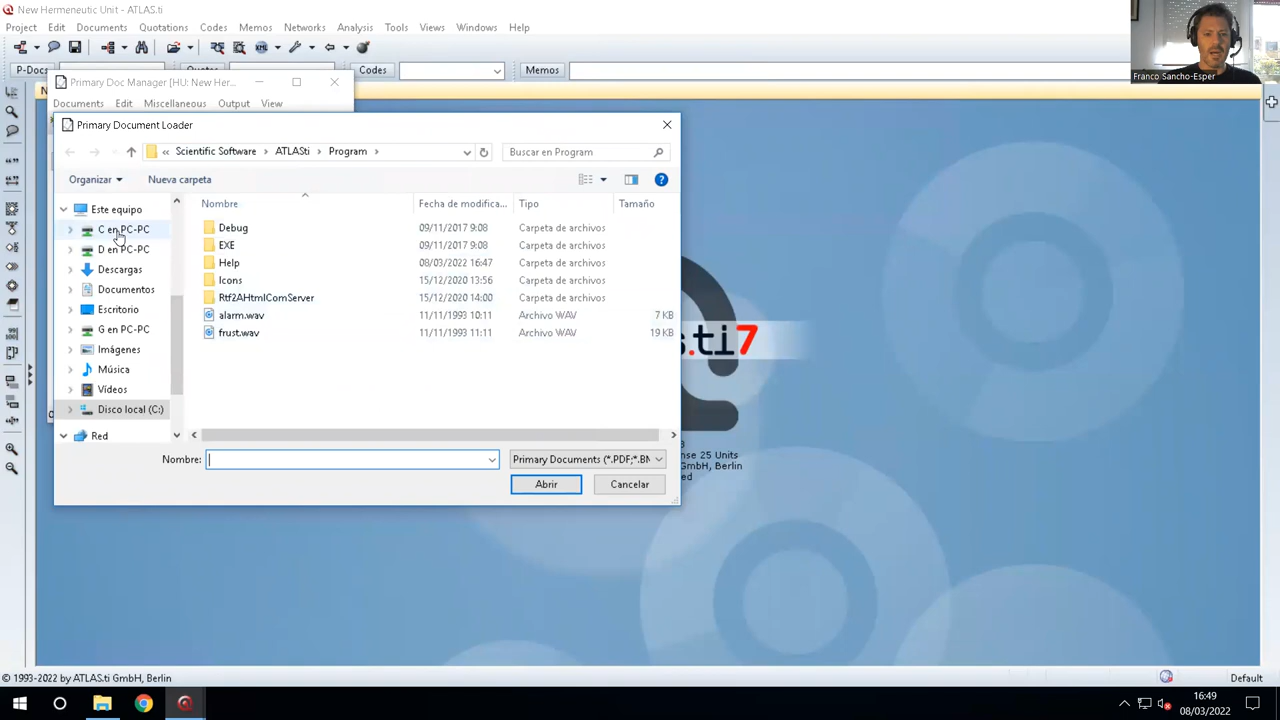 New Hermeneutic Unit - ATLAS.ti
Project Edit Documents Quotations Codes Memos Networks Analysis Tools Views Windows Help
P-Docs Codes Memos
Franco Sancho-Esper
Primary Doc Manager [HU: New Her...
Documents Edit Miscellaneous Output View
Primary Document Loader
« Scientific Software > ATLASti > Program >
Buscar en Program
Organizar Nueva carpeta
Nombre Fecha de modifica... Tipo Tamaño
Este equipo
C en PC-PC
D en PC-PC
Descargas
Documentos
Escritorio
G en PC-PC
Imágenes
Música
Vídeos
Disco local (C:)
Red
Debug 09/11/2017 9:08 Carpeta de archivos
EXE 09/11/2017 9:08 Carpeta de archivos
Help 08/03/2022 16:47 Carpeta de archivos
Icons 15/12/2020 13:56 Carpeta de archivos
Rtf2AHtmlComServer 15/12/2020 14:00 Carpeta de archivos
alarm.wav 11/11/1993 10:11 Archivo WAV 7 KB
frust.wav 11/11/1993 11:11 Archivo WAV 19 KB
Nombre: Primary Documents (*.PDF;*.BN
Abrir Cancelar
s.ti7
ense 25 Units
GmbH, Berlin
ed
© 1993-2022 by ATLAS.ti GmbH, Berlin
Default
16:49
08/03/2022